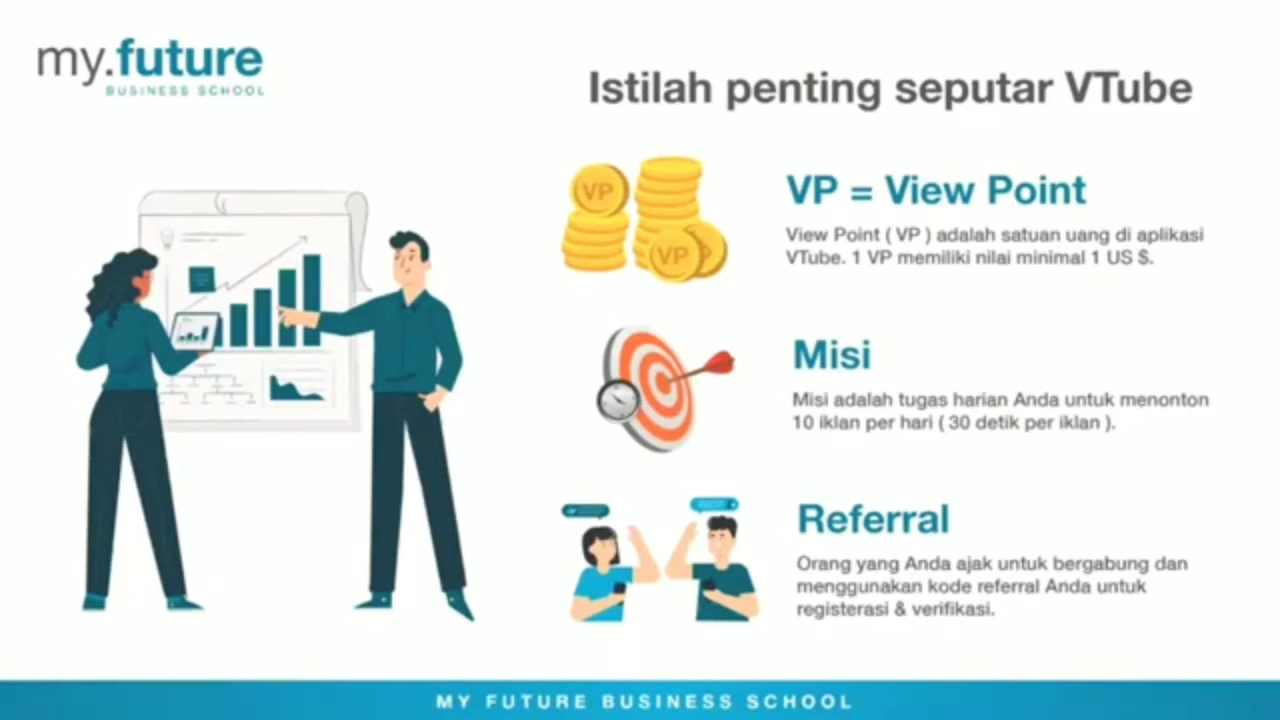 my.future
BUSINESS SCHOOL
Istilah penting seputar VTube
VP
VP
VP = View Point
View Point ( VP ) adalah satuan uang di aplikasi
VTube. 1 VP memiliki nilai minimal 1 US $.
Misi
Misi adalah tugas harian Anda untuk menonton
10 iklan per hari ( 30 detik per iklan ).
Referral
Orang yang Anda ajak untuk bergabung dan
menggunakan kode referral Anda untuk
registerasi & verifikasi.
MY FUTURE BUSINESS SCHOOL